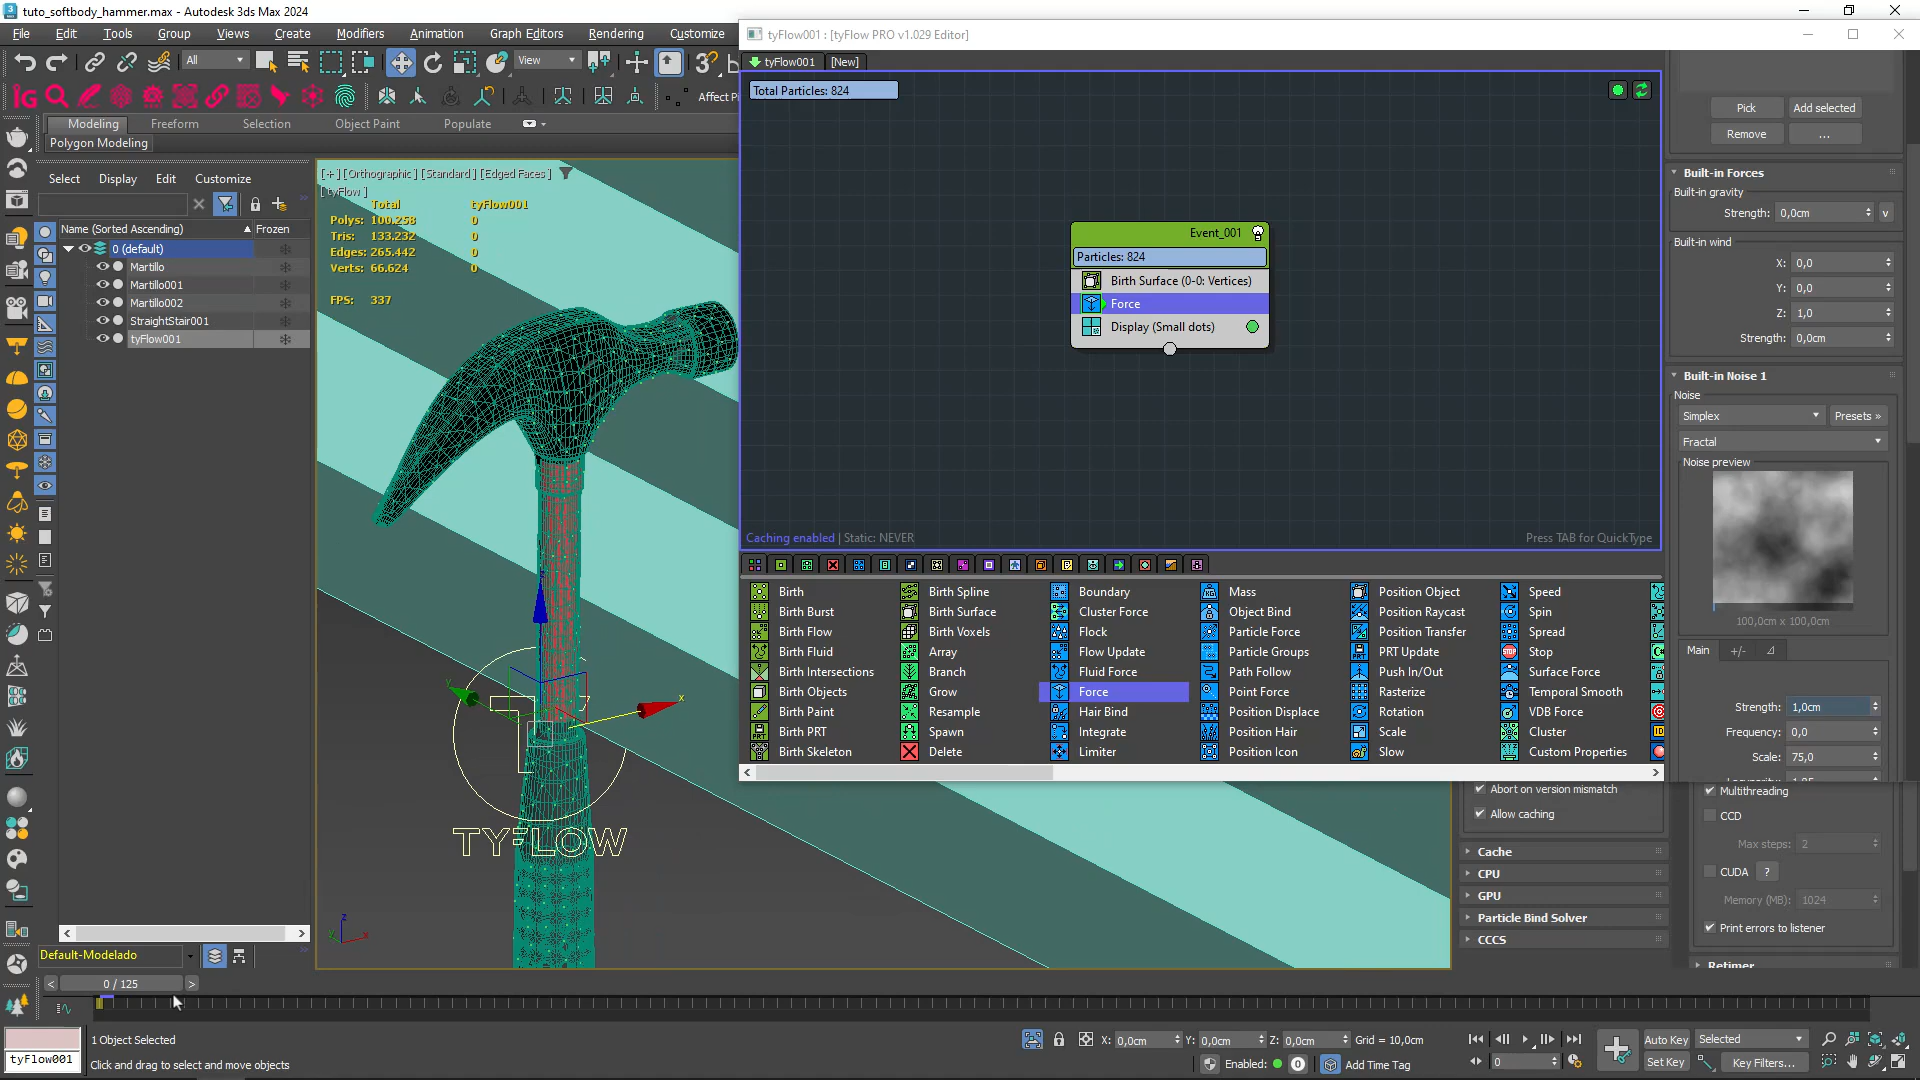 tuto_softbody_hammer.max - Autodesk 3ds Max 2024
File Edit Tools Group Views Create Modifiers Animation Graph Editors Rendering Customize
All View Affect P
Modeling Freeform Selection Object Paint Populate
Polygon Modeling
Select Display Edit Customize
Name (Sorted Ascending) Frozen
0 (default)
Martillo
Martillo001
Martillo002
StraightStair001
tyFlow001
[+] [Orthographic] [Standard] [Edged Faces]
[tyFlow]
Total tyFlow001
Polys: 100.258 0
Tris: 133.232 0
Edges: 265.442 0
Verts: 66.624 0
FPS: 337
TYFLOW
x
y
z
tyFlow001 : [tyFlow PRO v1.029 Editor]
tyFlow001 [New]
Total Particles: 824
Event_001
Particles: 824
Birth Surface (0-0: Vertices)
Force
Display (Small dots)
Caching enabled | Static: NEVER
Press TAB for QuickType
Birth Birth Spline Boundary Mass Position Object Speed
Birth Burst Birth Surface Cluster Force Object Bind Position Raycast Spin
Birth Flow Birth Voxels Flock Particle Force Position Transfer Spread
Birth Fluid Array Flow Update Particle Groups PRT Update Stop
Birth Intersections Branch Fluid Force Path Follow Push In/Out Surface Force
Birth Objects Grow Force Point Force Rasterize Temporal Smooth
Birth Paint Resample Hair Bind Position Displace Rotation VDB Force
Birth PRT Spawn Integrate Position Hair Scale Cluster
Birth Skeleton Delete Limiter Position Icon Slow Custom Properties
Pick Add selected
Remove ...
Built-in Forces
Built-in gravity
Strength: 0,0cm v
Built-in wind
X: 0,0
Y: 0,0
Z: 1,0
Strength: 0,0cm
Built-in Noise 1
Noise
Simplex Presets »
Fractal
Noise preview
100,0cm x 100,0cm
Main +/-
Strength: 1,0cm
Frequency: 0,0
Scale: 75,0
Abort on version mismatch
Allow caching
Cache
CPU
GPU
Particle Bind Solver
CCCS
Multithreading
CCD
Max steps: 2
CUDA ?
Memory (MB): 1024
Print errors to listener
Retimer
Default-Modelado
< 0 / 125 >
tyFlow001
1 Object Selected
Click and drag to select and move objects
X: 0,0cm Y: 0,0cm Z: 0,0cm Grid = 10,0cm
Enabled: 0 Add Time Tag
0
Auto Key Selected
Set Key Key Filters...